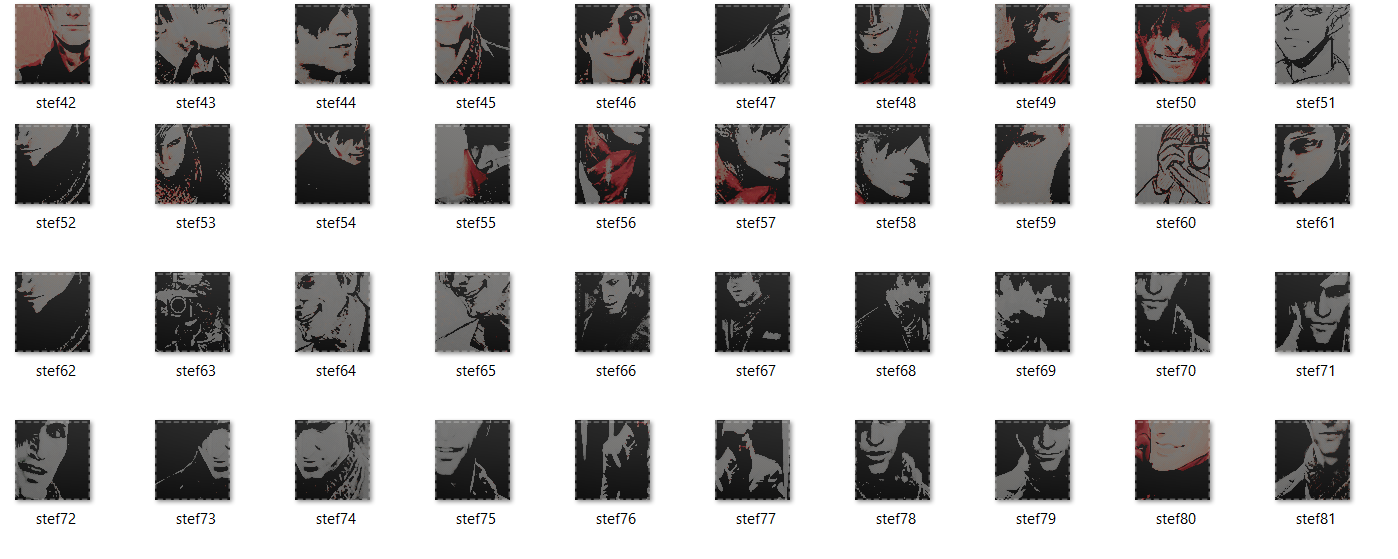 stef42 stef43 stef44 stef45 stef46 stef47 stef48 stef49 stef50 stef51
stef52 stef53 stef54 stef55 stef56 stef57 stef58 stef59 stef60 stef61
stef62 stef63 stef64 stef65 stef66 stef67 stef68 stef69 stef70 stef71
stef72 stef73 stef74 stef75 stef76 stef77 stef78 stef79 stef80 stef81